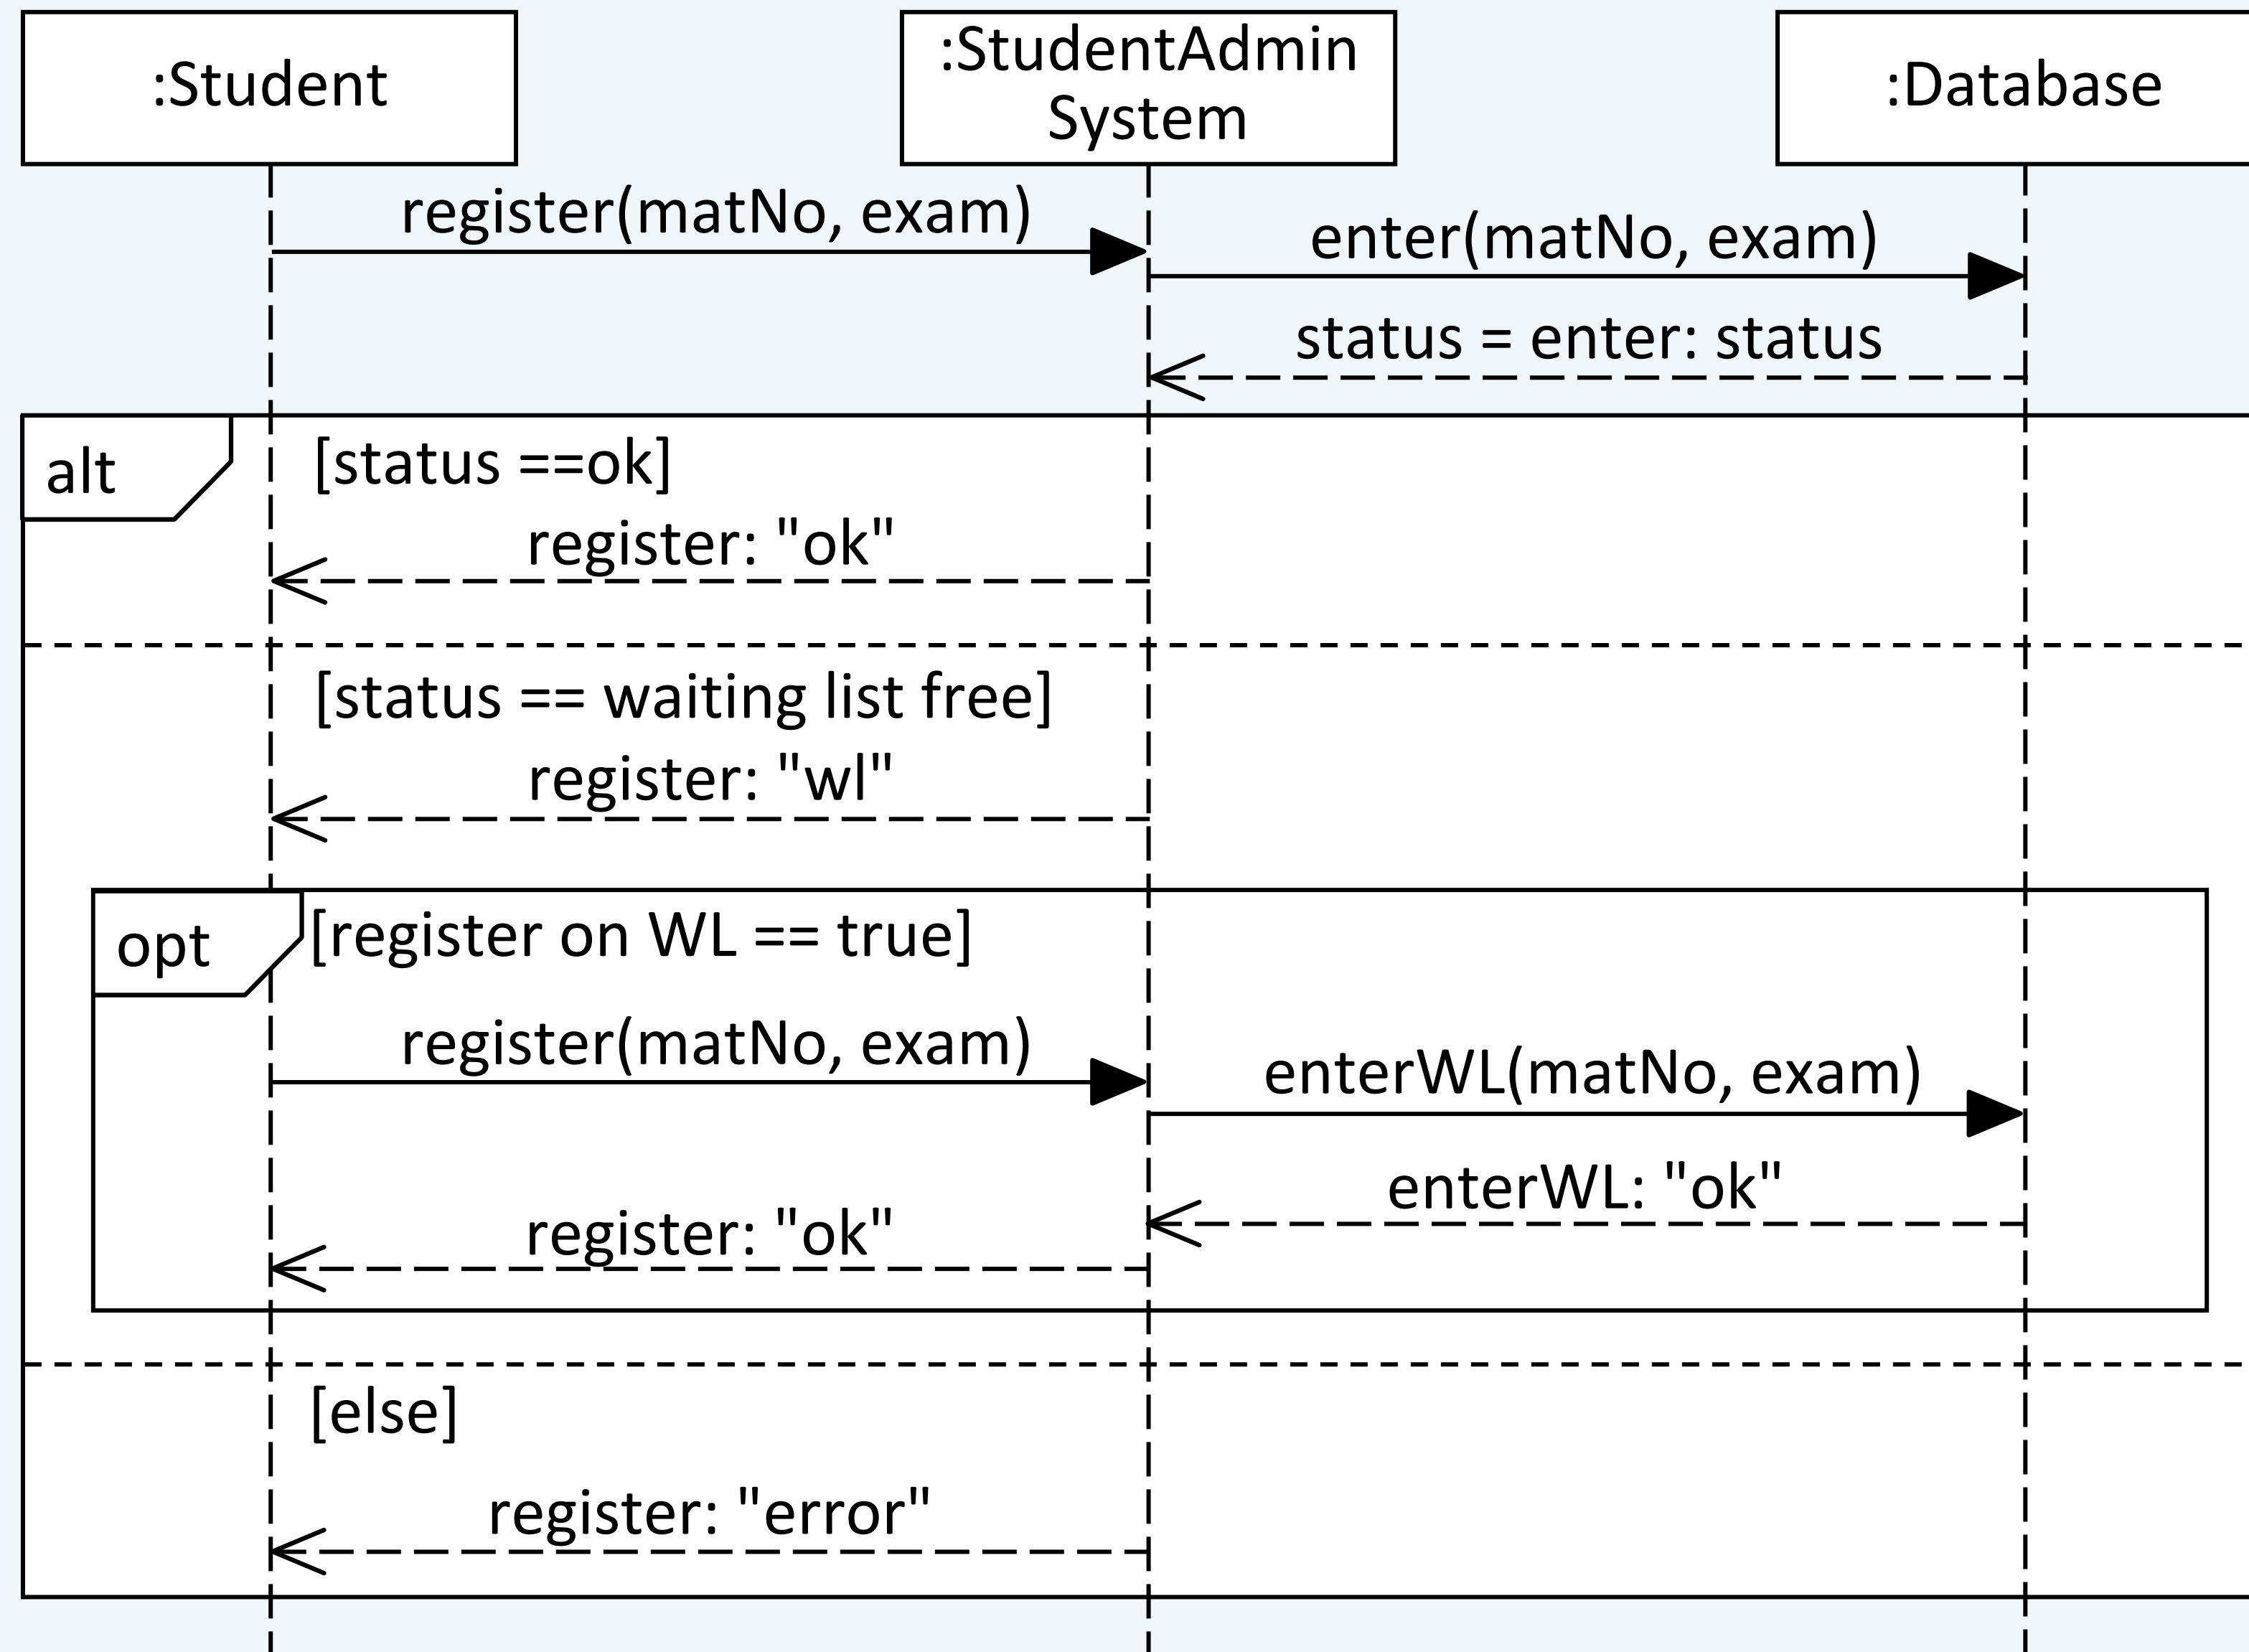 :Student
:StudentAdmin
System
:Database
register(matNo, exam)
enter(matNo, exam)
status = enter: status
alt
[status ==ok]
register: "ok"
[status == waiting list free]
register: "wl"
opt
[register on WL == true]
register(matNo, exam)
enterWL(matNo, exam)
enterWL: "ok"
register: "ok"
[else]
register: "error"